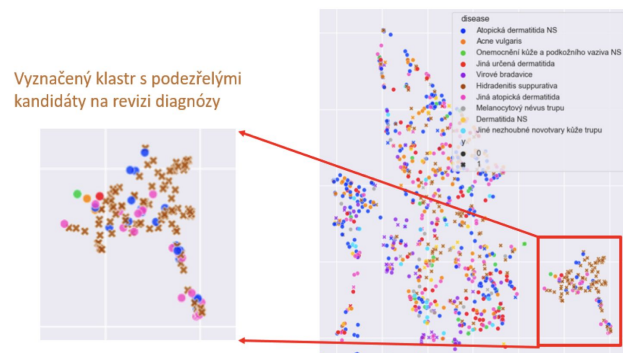 Vyznačený klastr s podezřelými
kandidáty na revizi diagnózy
disease
Atopická dermatitida NS
Acne vulgaris
Onemocnění kůže a podkožního vaziva NS
Jiná určená dermatitida
Virové bradavice
Hidradenitis suppurativa
Jiná atopická dermatitida
Melanocytový névus trupu
Dermatitida NS
Jiné nezhoubné novotvary kůže trupu
y
0
1